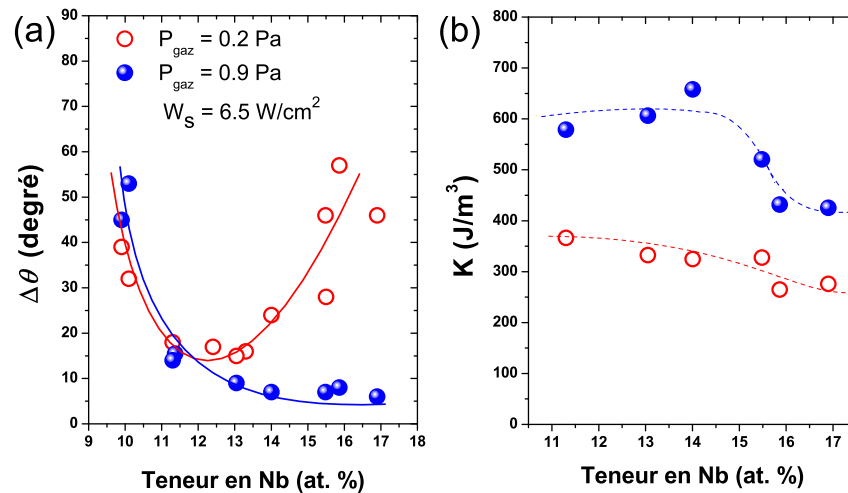 (a)
P_gaz = 0.2 Pa
P_gaz = 0.9 Pa
W_S = 6.5 W/cm²
Δθ (degré)
90
80
70
60
50
40
30
20
10
0
9 10 11 12 13 14 15 16 17 18
Teneur en Nb (at. %)
(b)
K (J/m³)
800
700
600
500
400
300
200
100
0
11 12 13 14 15 16 17
Teneur en Nb (at. %)